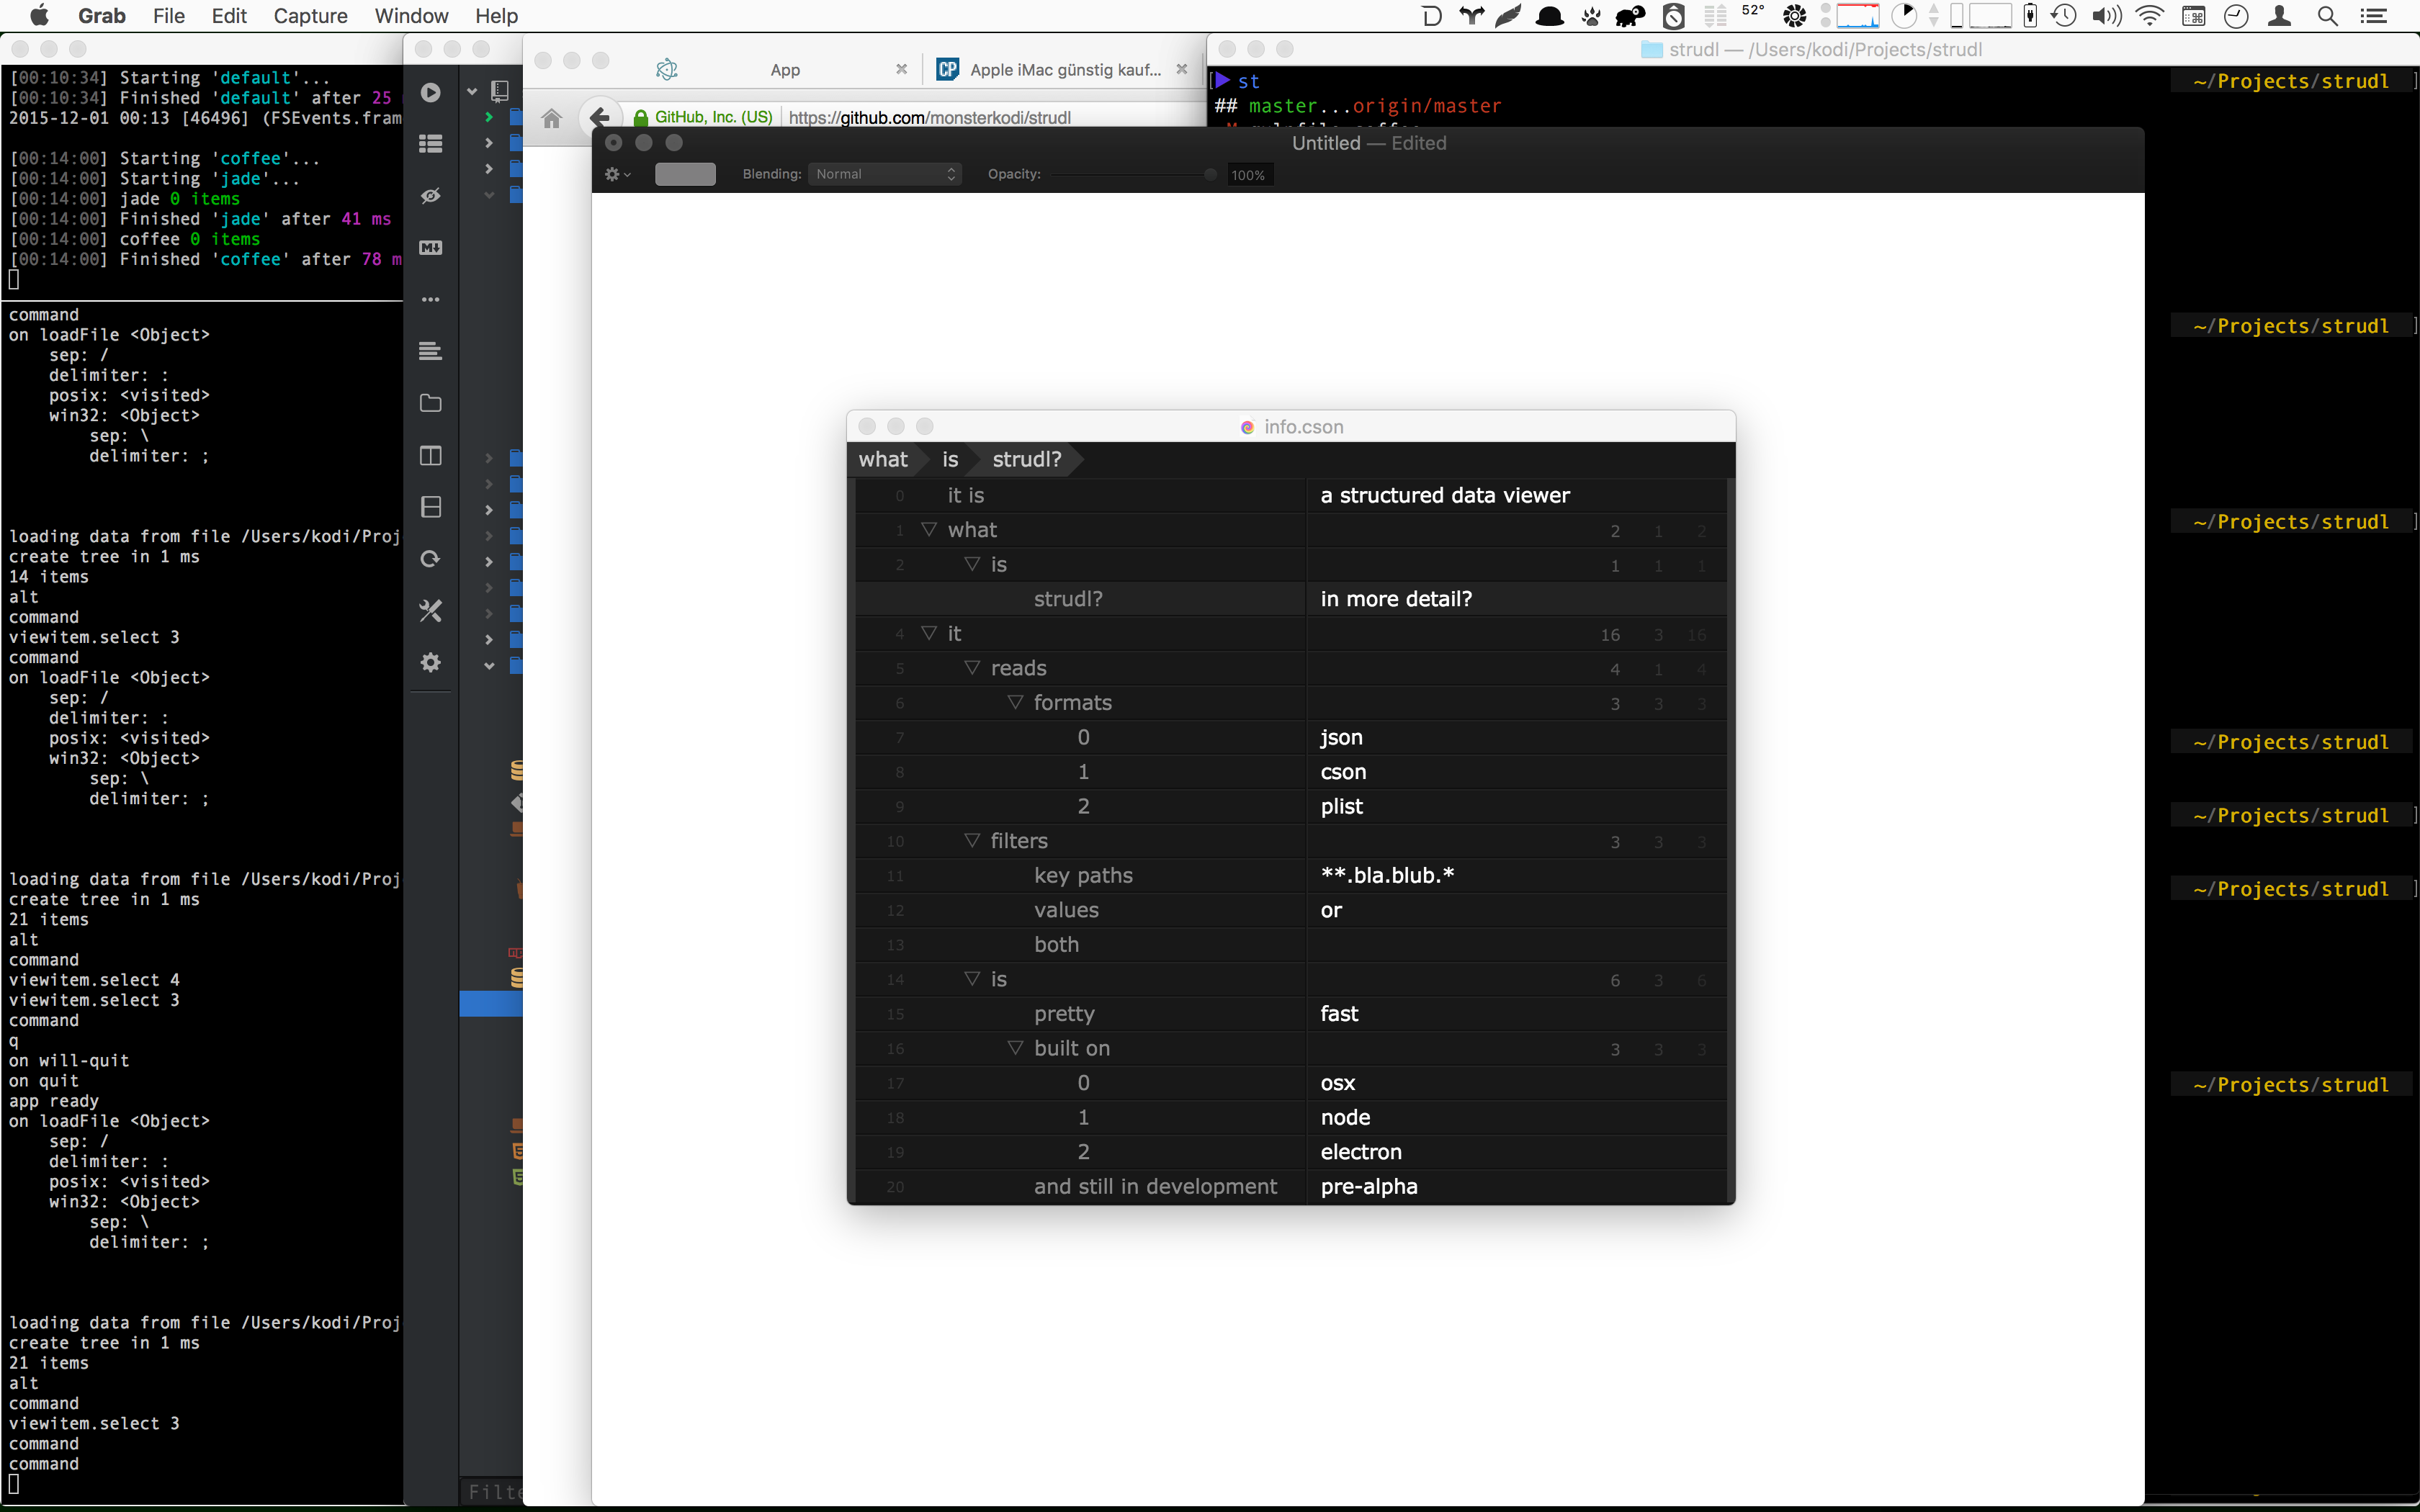 Grab File Edit Capture Window Help
52°
[00:10:34] Starting 'default'...
[00:10:34] Finished 'default' after 25
2015-12-01 00:13 [46496] (FSEvents.fram
[00:14:00] Starting 'coffee'...
[00:14:00] Starting 'jade'...
[00:14:00] jade 0 items
[00:14:00] Finished 'jade' after 41 ms
[00:14:00] coffee 0 items
[00:14:00] Finished 'coffee' after 78 m
command
on loadFile <Object>
sep: /
delimiter: :
posix: <visited>
win32: <Object>
sep: \
delimiter: ;
loading data from file /Users/kodi/Proj
create tree in 1 ms
14 items
alt
command
viewitem.select 3
command
on loadFile <Object>
sep: /
delimiter: :
posix: <visited>
win32: <Object>
sep: \
delimiter: ;
loading data from file /Users/kodi/Proj
create tree in 1 ms
21 items
alt
command
viewitem.select 4
viewitem.select 3
command
q
on will-quit
on quit
app ready
on loadFile <Object>
sep: /
delimiter: :
posix: <visited>
win32: <Object>
sep: \
delimiter: ;
loading data from file /Users/kodi/Proj
create tree in 1 ms
21 items
alt
command
viewitem.select 3
command
command
M
Filte
App
CP Apple iMac günstig kauf...
GitHub, Inc. (US) https://github.com/monsterkodi/strudl
strudl — /Users/kodi/Projects/strudl
[ st ~/Projects/strudl ]
## master...origin/master
~/Projects/strudl ]
~/Projects/strudl ]
~/Projects/strudl
~/Projects/strudl ]
~/Projects/strudl ]
~/Projects/strudl
Untitled — Edited
Blending: Normal Opacity: 100%
info.cson
what is strudl?
0 it is a structured data viewer
1 what 2 1 2
2 is 1 1 1
strudl? in more detail?
4 it 16 3 16
5 reads 4 1 4
6 formats 3 3 3
7 0 json
8 1 cson
9 2 plist
10 filters 3 3 3
11 key paths **.bla.blub.*
12 values or
13 both
14 is 6 3 6
15 pretty fast
16 built on 3 3 3
17 0 osx
18 1 node
19 2 electron
20 and still in development pre-alpha